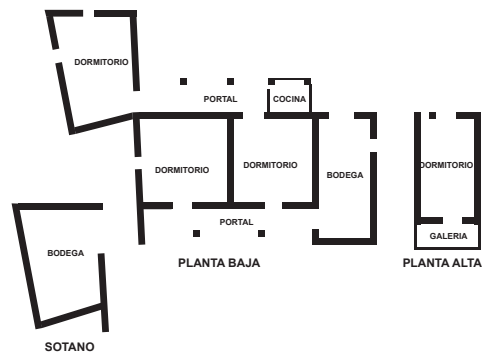 DORMITORIO
PORTAL
COCINA
DORMITORIO
DORMITORIO
BODEGA
DORMITORIO
PORTAL
GALERIA
BODEGA
PLANTA BAJA
PLANTA ALTA
SOTANO